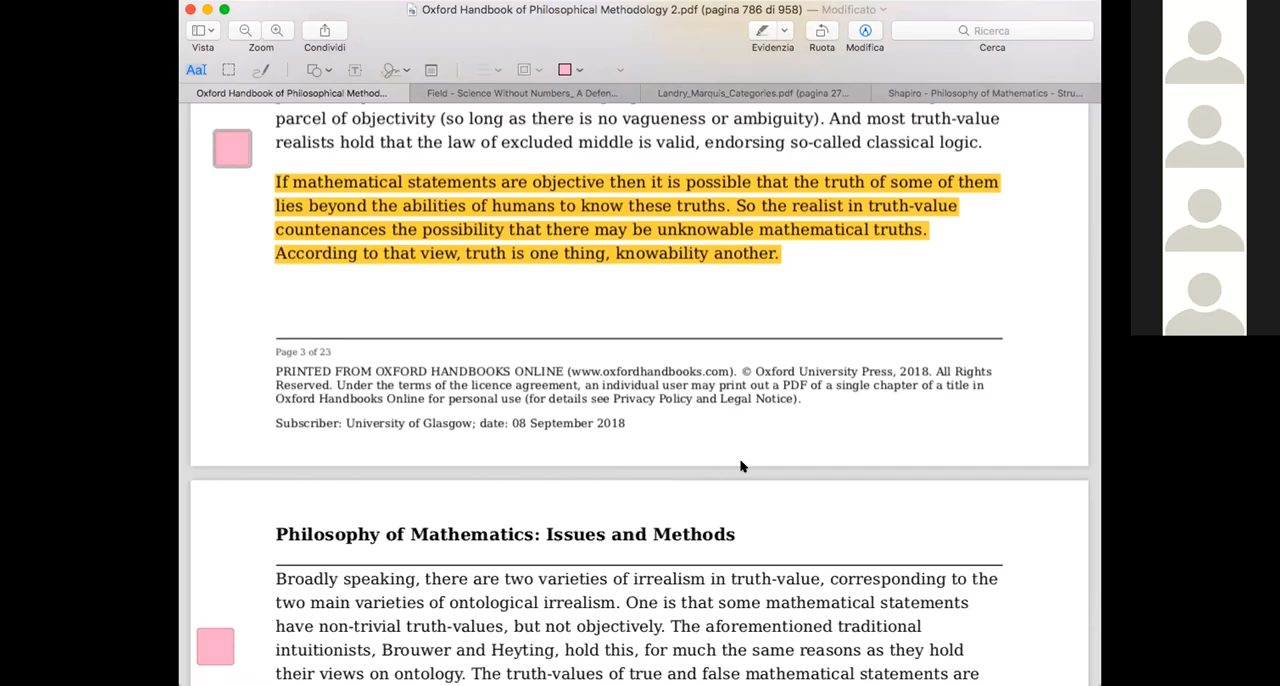 Oxford Handbook of Philosophical Methodology 2.pdf (pagina 786 di 958) — Modificato
Vista
Zoom
Condividi
Evidenzia
Ruota
Modifica
Ricerca
Cerca
AaI
Oxford Handbook of Philosophical Method...
Field - Science Without Numbers_ A Defen...
Landry_Marquis_Categories.pdf (pagina 27...
Shapiro - Philosophy of Mathematics - Stru...
parcel of objectivity (so long as there is no vagueness or ambiguity). And most truth-value
realists hold that the law of excluded middle is valid, endorsing so-called classical logic.
If mathematical statements are objective then it is possible that the truth of some of them
lies beyond the abilities of humans to know these truths. So the realist in truth-value
countenances the possibility that there may be unknowable mathematical truths.
According to that view, truth is one thing, knowability another.
Page 3 of 23
PRINTED FROM OXFORD HANDBOOKS ONLINE (www.oxfordhandbooks.com). © Oxford University Press, 2018. All Rights
Reserved. Under the terms of the licence agreement, an individual user may print out a PDF of a single chapter of a title in
Oxford Handbooks Online for personal use (for details see Privacy Policy and Legal Notice).
Subscriber: University of Glasgow; date: 08 September 2018
Philosophy of Mathematics: Issues and Methods
Broadly speaking, there are two varieties of irrealism in truth-value, corresponding to the
two main varieties of ontological irrealism. One is that some mathematical statements
have non-trivial truth-values, but not objectively. The aforementioned traditional
intuitionists, Brouwer and Heyting, hold this, for much the same reasons as they hold
their views on ontology. The truth-values of true and false mathematical statements are